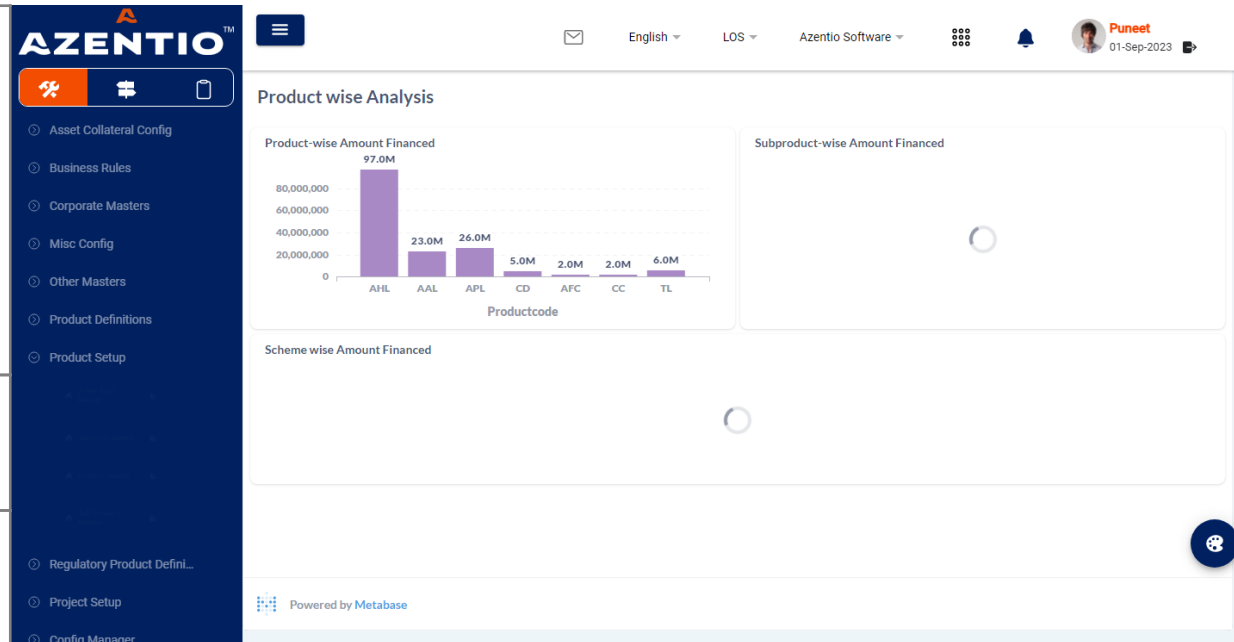 AZENTIO™
English
LOS
Azentio Software
Puneet
01-Sep-2023
Asset Collateral Config
Business Rules
Corporate Masters
Misc Config
Other Masters
Product Definitions
Product Setup
Regulatory Product Defini...
Project Setup
Config Manager
Product wise Analysis
Product-wise Amount Financed
97.0M
80,000,000
60,000,000
40,000,000
20,000,000
0
23.0M
26.0M
5.0M
2.0M
2.0M
6.0M
AHL AAL APL CD AFC CC TL
Productcode
Subproduct-wise Amount Financed
Scheme wise Amount Financed
Powered by Metabase